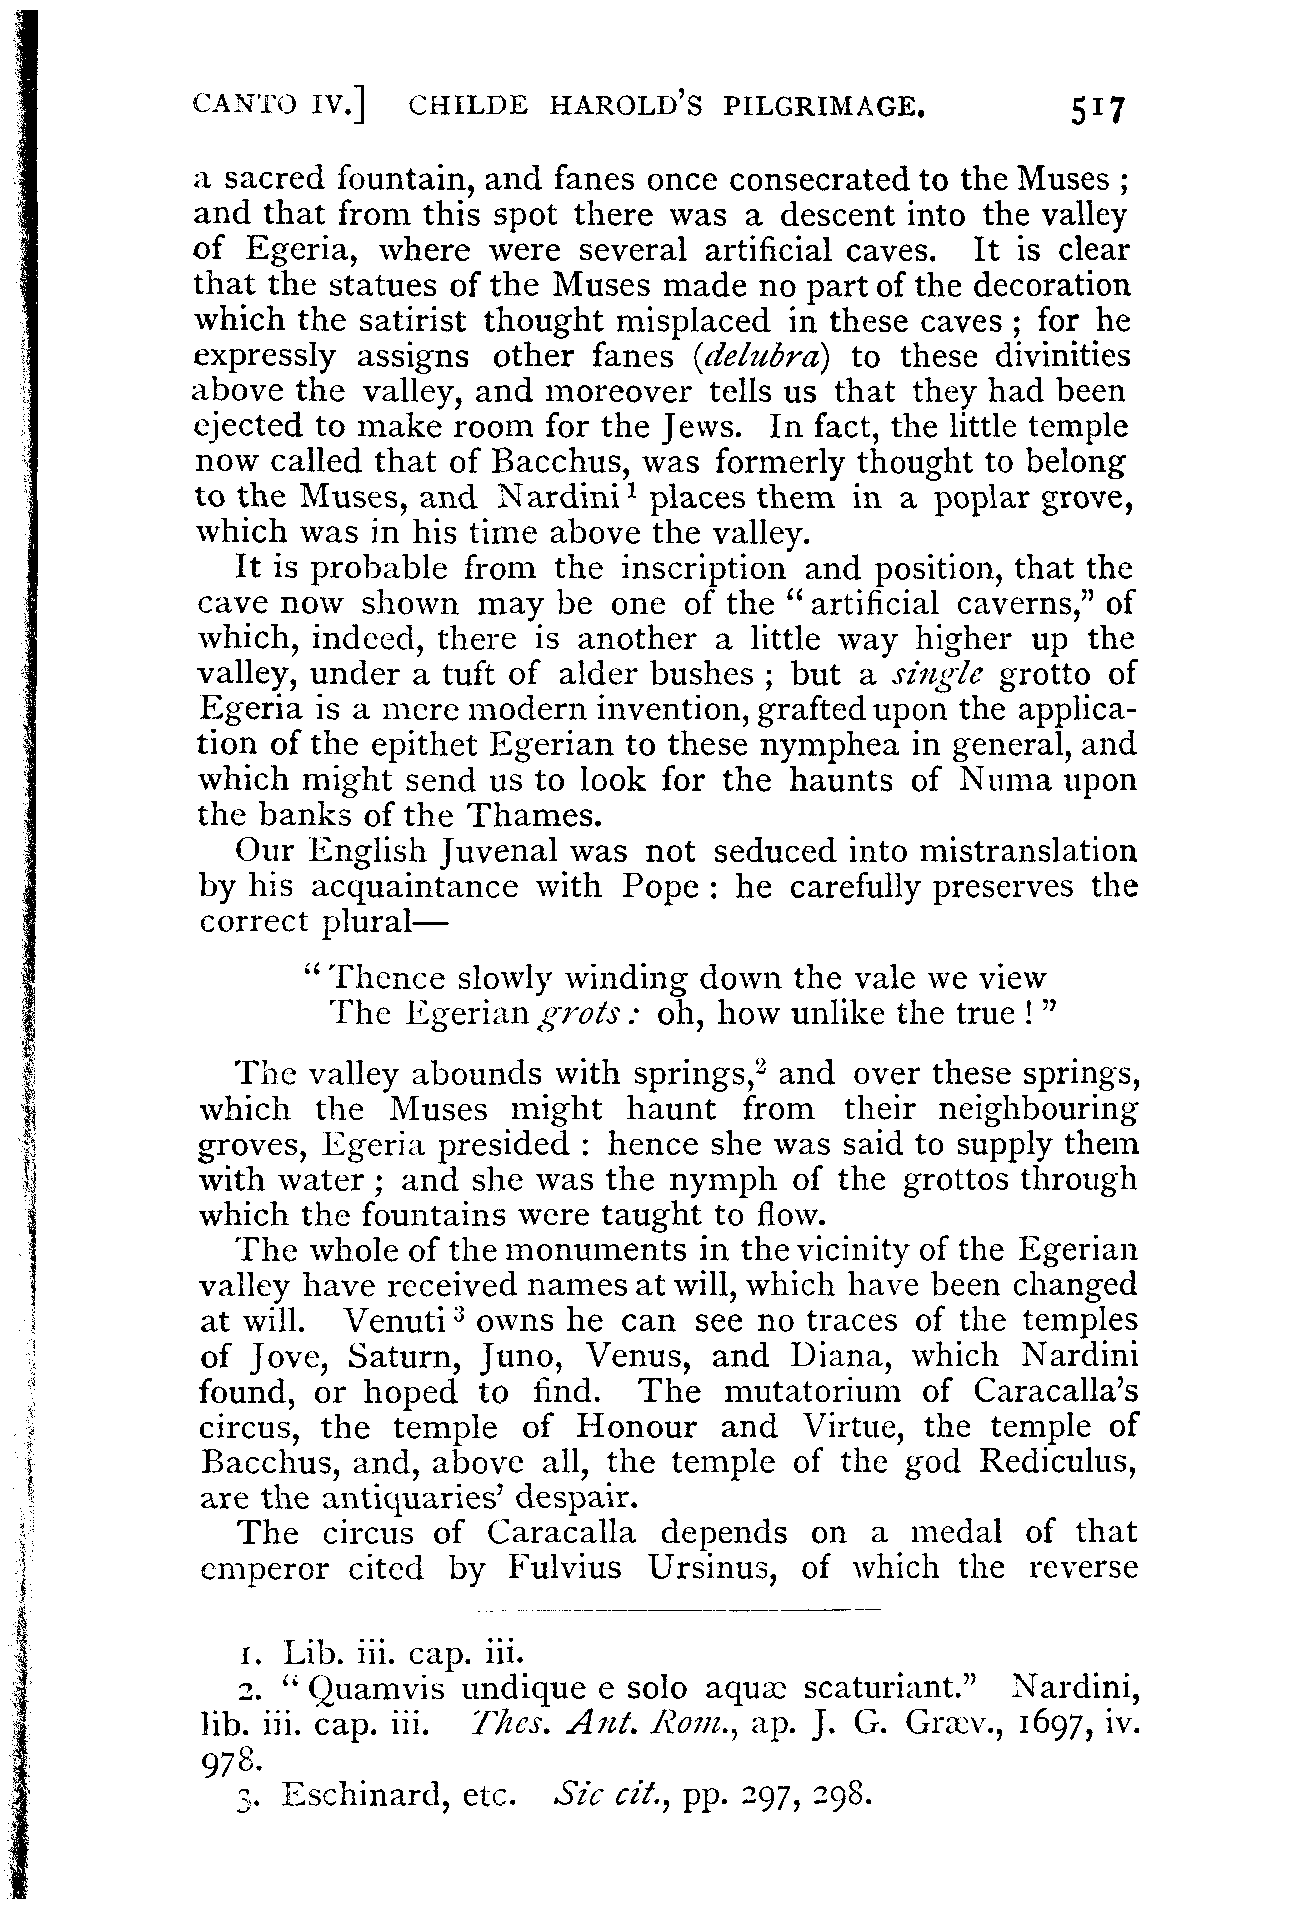 CANTO IV.] CHILDE HAROLD'S PILGRIMAGE. 517
a sacred fountain, and fanes once consecrated to the Muses ;
and that from this spot there was a descent into the valley
of Egeria, where were several artificial caves. It is clear
that the statues of the Muses made no part of the decoration
which the satirist thought misplaced in these caves ; for he
expressly assigns other fanes (delubra) to these divinities
above the valley, and moreover tells us that they had been
ejected to make room for the Jews. In fact, the little temple
now called that of Bacchus, was formerly thought to belong
to the Muses, and Nardini¹ places them in a poplar grove,
which was in his time above the valley.
It is probable from the inscription and position, that the
cave now shown may be one of the “ artificial caverns,” of
which, indeed, there is another a little way higher up the
valley, under a tuft of alder bushes ; but a single grotto of
Egeria is a mere modern invention, grafted upon the applica-
tion of the epithet Egerian to these nymphea in general, and
which might send us to look for the haunts of Numa upon
the banks of the Thames.
Our English Juvenal was not seduced into mistranslation
by his acquaintance with Pope : he carefully preserves the
correct plural—
“ Thence slowly winding down the vale we view
The Egerian grots : oh, how unlike the true ! ”
The valley abounds with springs,² and over these springs,
which the Muses might haunt from their neighbouring
groves, Egeria presided : hence she was said to supply them
with water ; and she was the nymph of the grottos through
which the fountains were taught to flow.
The whole of the monuments in the vicinity of the Egerian
valley have received names at will, which have been changed
at will. Venuti³ owns he can see no traces of the temples
of Jove, Saturn, Juno, Venus, and Diana, which Nardini
found, or hoped to find. The mutatorium of Caracalla's
circus, the temple of Honour and Virtue, the temple of
Bacchus, and, above all, the temple of the god Rediculus,
are the antiquaries' despair.
The circus of Caracalla depends on a medal of that
emperor cited by Fulvius Ursinus, of which the reverse
1. Lib. iii. cap. iii.
2. “ Quamvis undique e solo aquæ scaturiant.” Nardini,
lib. iii. cap. iii. Thes. Ant. Rom., ap. J. G. Græv., 1697, iv.
978.
3. Eschinard, etc. Sic cit., pp. 297, 298.